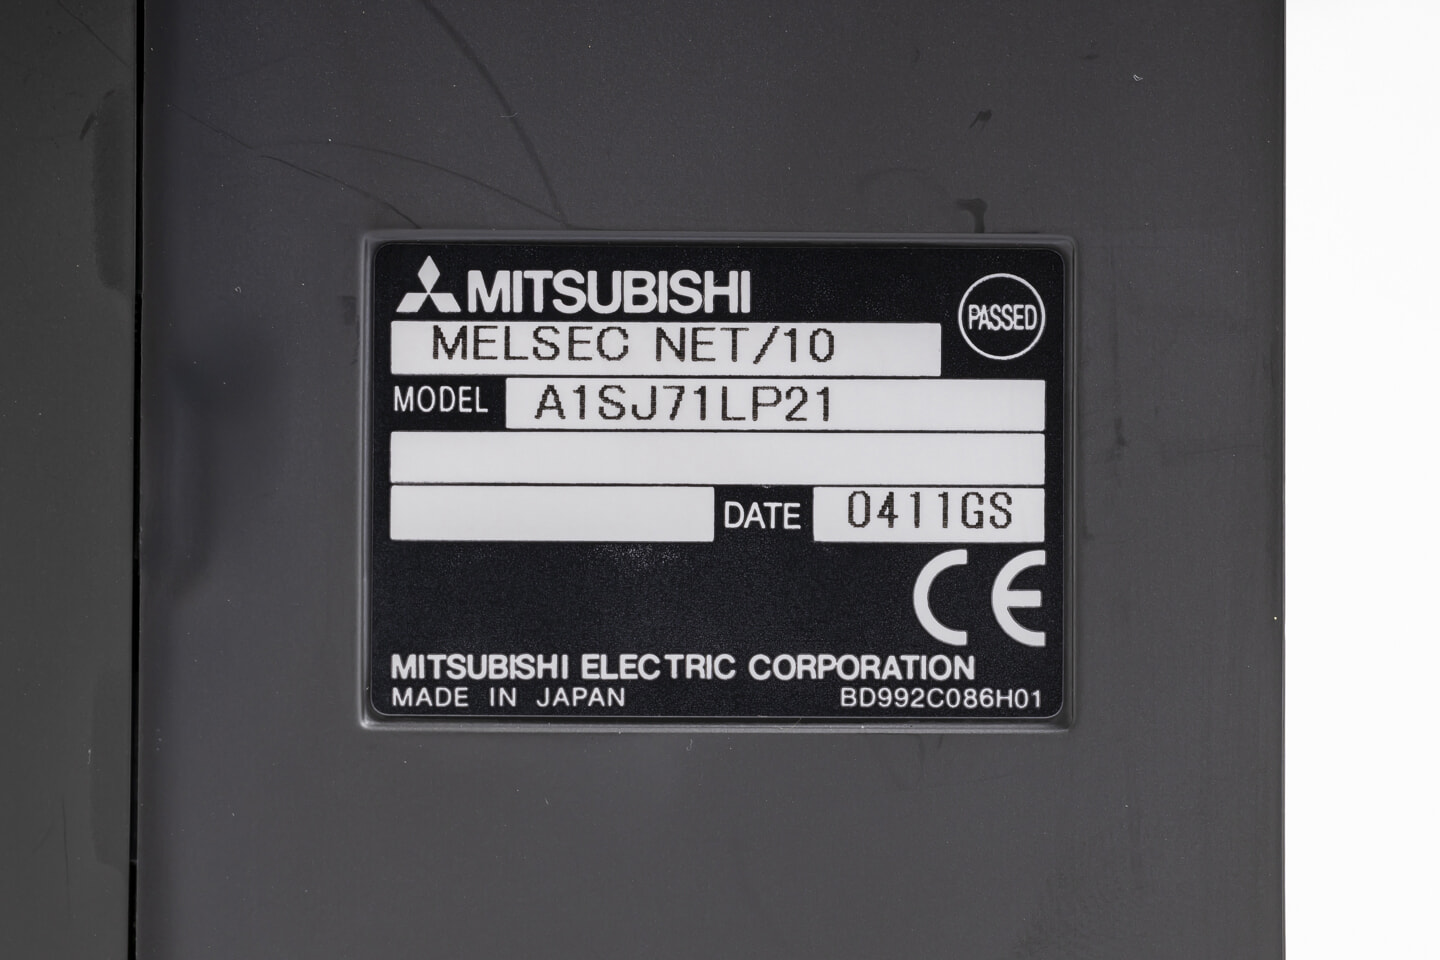 MITSUBISHI
PASSED
MELSEC NET/10
MODEL A1SJ71LP21
DATE 0411GS
CE
MITSUBISHI ELECTRIC CORPORATION
MADE IN JAPAN BD992C086H01